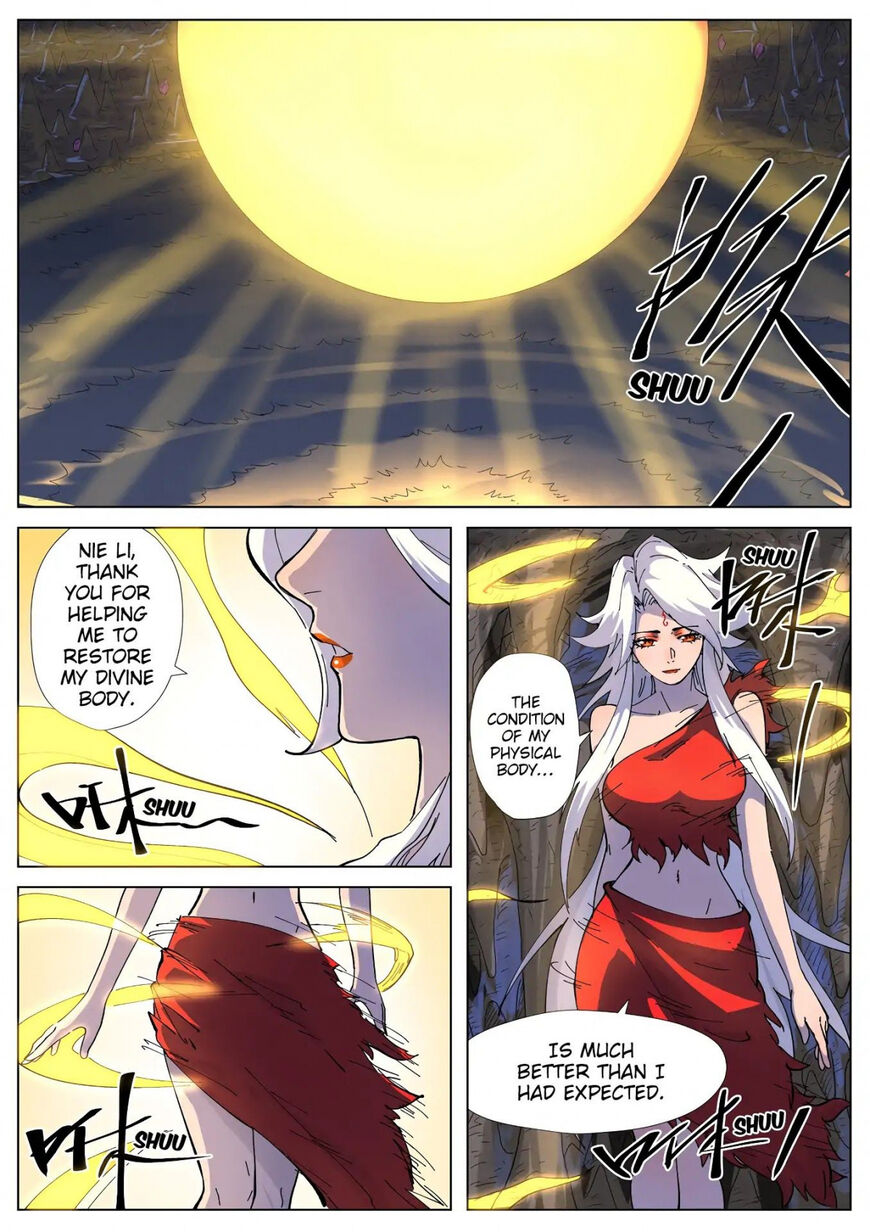 SHUU
NIE LI,
THANK
YOU FOR
HELPING
ME TO
RESTORE
MY DIVINE
BODY.
SHUU
SHUU
THE
CONDITION
OF MY
PHYSICAL
BODY...
SHUU
IS MUCH
BETTER THAN I
HAD EXPECTED.
SHUU